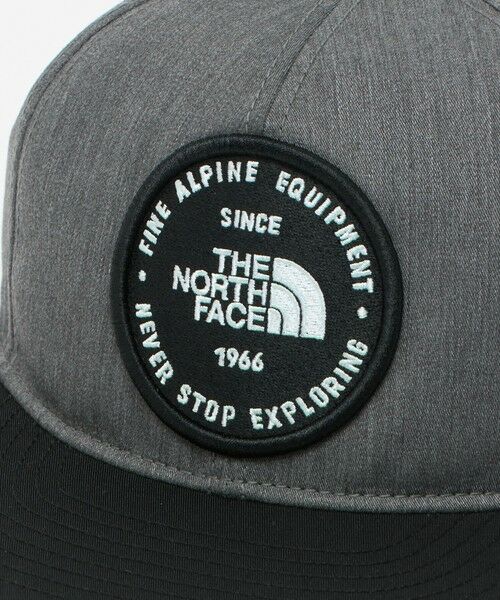 FINE ALPINE EQUIPMENT
SINCE
THE
NORTH
FACE
1966
NEVER STOP EXPLORING